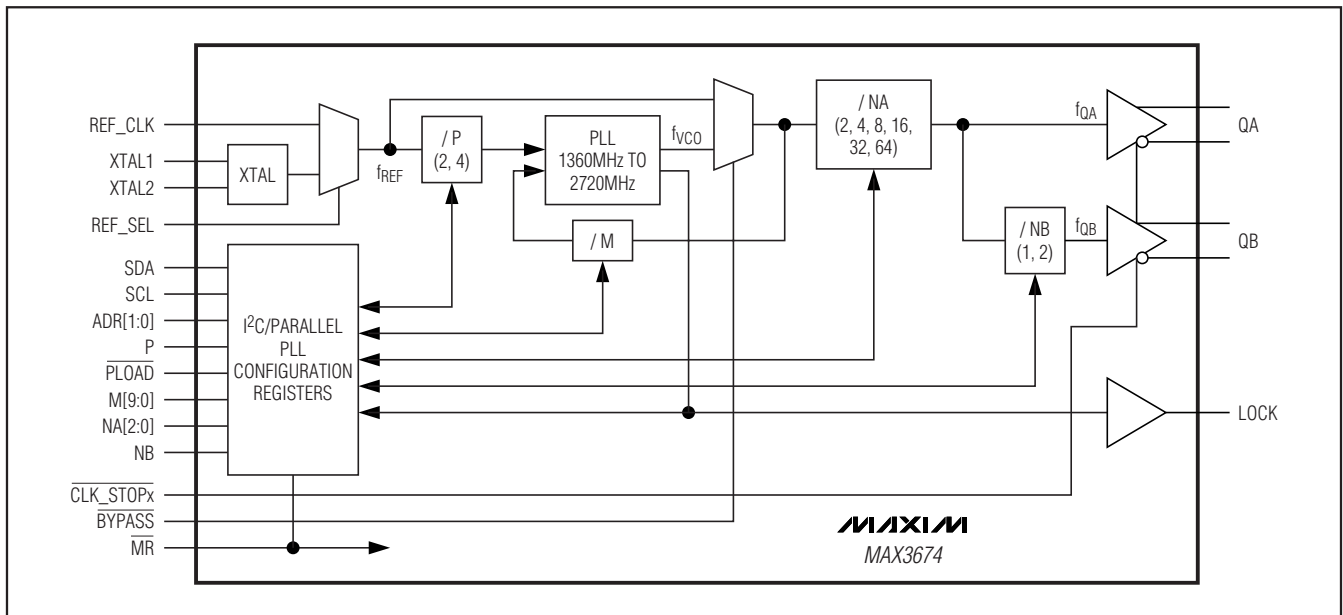 REF_CLK
XTAL1
XTAL2
REF_SEL
SDA
SCL
ADR[1:0]
P
PLOAD
M[9:0]
NA[2:0]
NB
CLK_STOPx
BYPASS
MR
XTAL
fREF
/ P
(2, 4)
PLL
1360MHz TO
2720MHz
fVCO
/ M
/ NA
(2, 4, 8, 16,
32, 64)
/ NB
(1, 2)
fQA
fQB
I²C/PARALLEL
PLL
CONFIGURATION
REGISTERS
QA
QB
LOCK
MAXIM
MAX3674